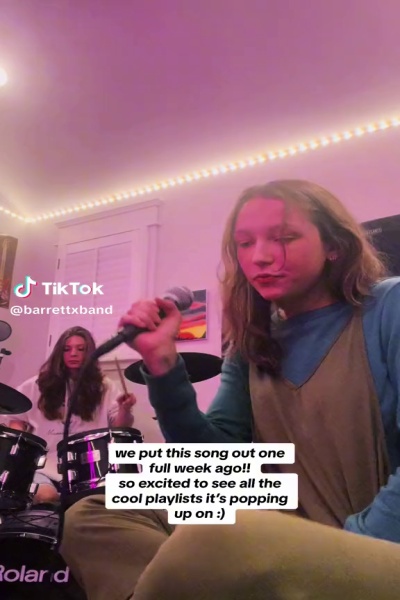 TikTok
@barrettxband
we put this song out one
full week ago!!
so excited to see all the
cool playlists it's popping
up on :)
Roland